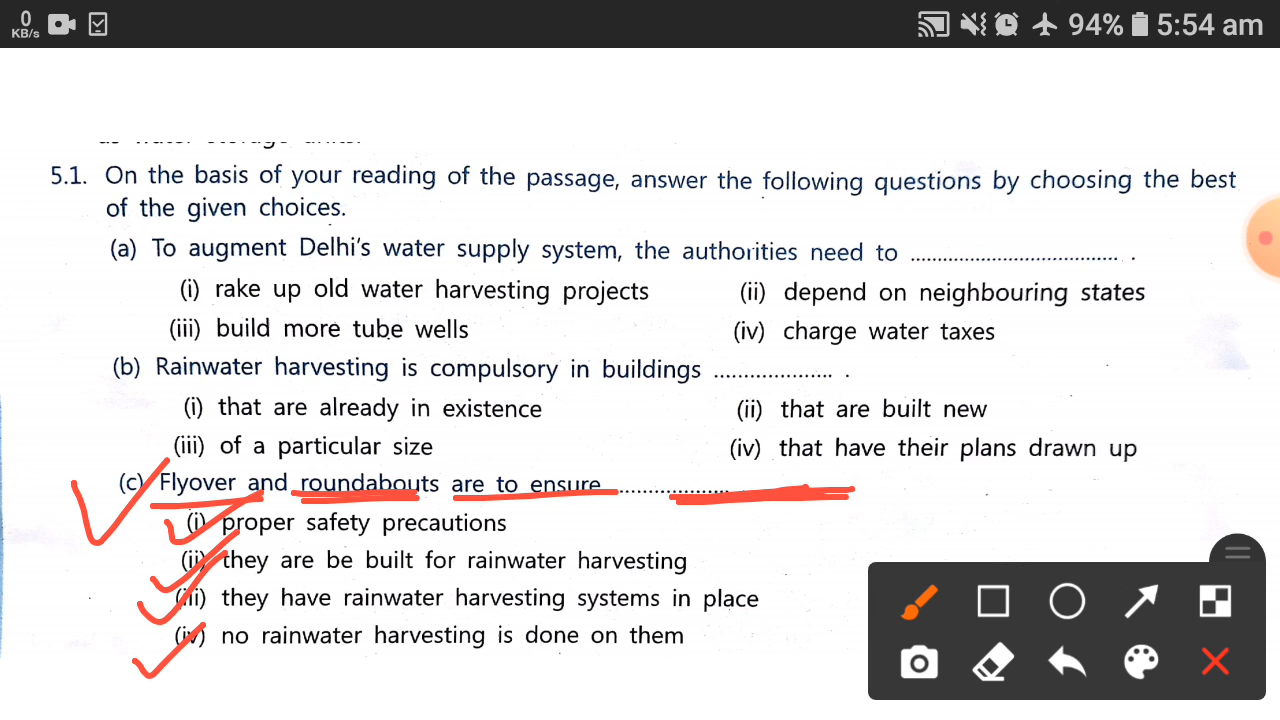 0
KB/s
94% 5:54 am
5.1. On the basis of your reading of the passage, answer the following questions by choosing the best
of the given choices.
(a) To augment Delhi's water supply system, the authorities need to ..................................... .
(i) rake up old water harvesting projects (ii) depend on neighbouring states
(iii) build more tube wells (iv) charge water taxes
(b) Rainwater harvesting is compulsory in buildings .................... .
(i) that are already in existence (ii) that are built new
(iii) of a particular size (iv) that have their plans drawn up
(c) Flyover and roundabouts are to ensure ....................
(i) proper safety precautions
(ii) they are be built for rainwater harvesting
(iii) they have rainwater harvesting systems in place
(iv) no rainwater harvesting is done on them